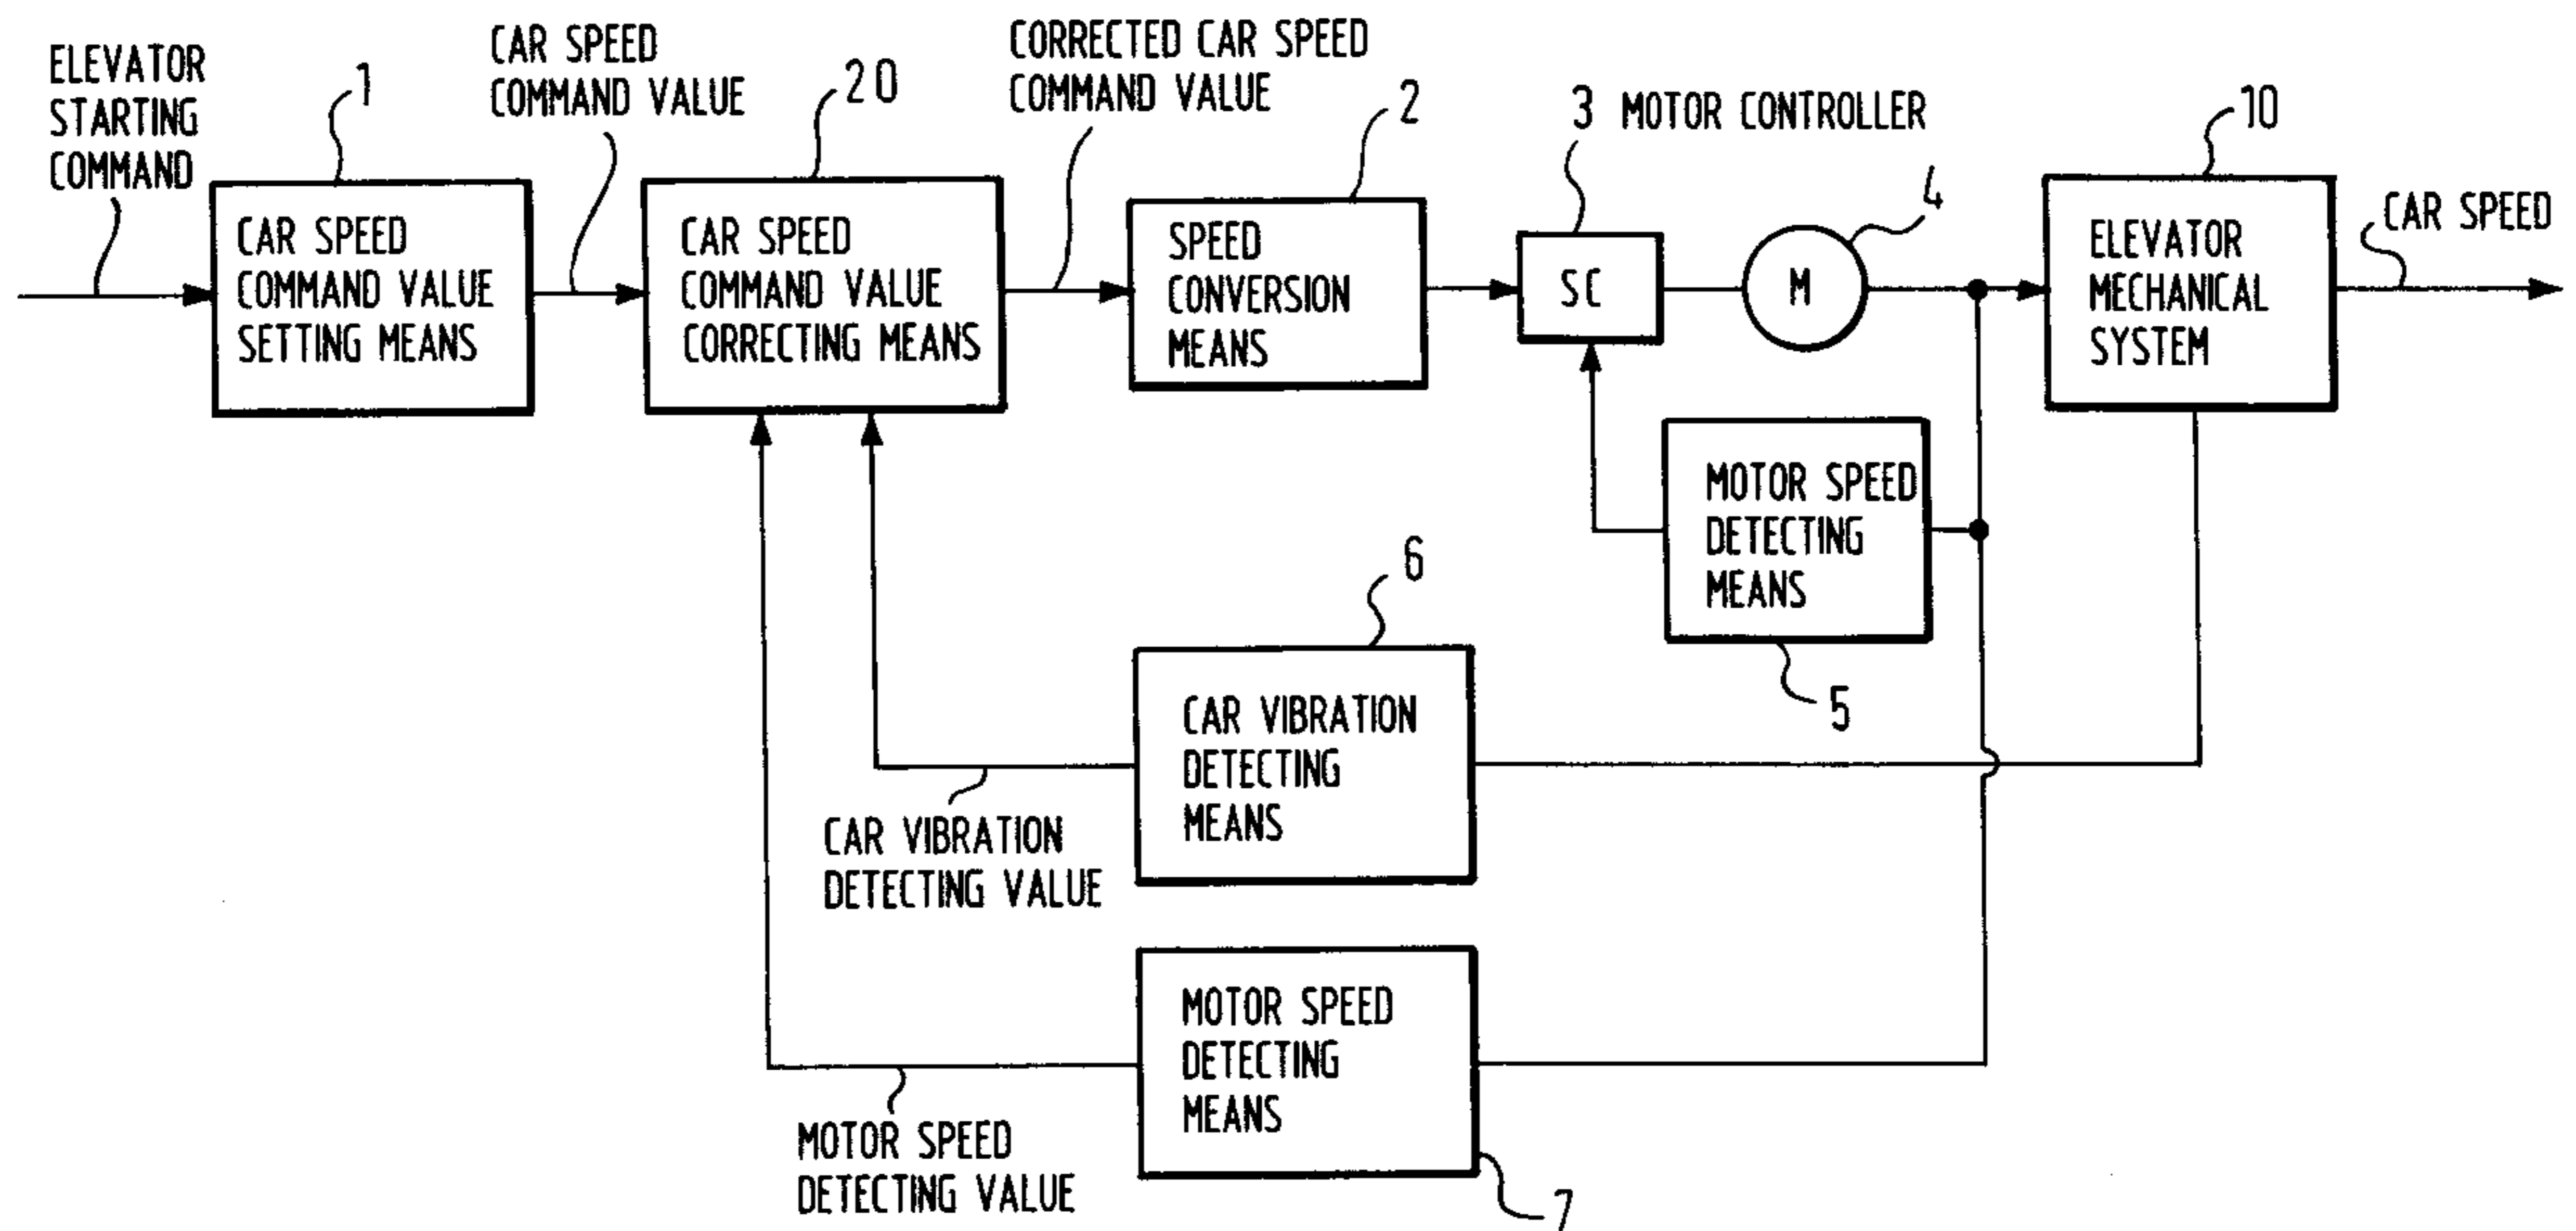 ELEVATOR
STARTING
COMMAND
1
CAR SPEED
COMMAND VALUE
SETTING MEANS
CAR SPEED
COMMAND VALUE
20
CAR SPEED
COMMAND VALUE
CORRECTING MEANS
CORRECTED CAR SPEED
COMMAND VALUE
2
SPEED
CONVERSION
MEANS
3 MOTOR CONTROLLER
SC
4
M
10
ELEVATOR
MECHANICAL
SYSTEM
CAR SPEED
MOTOR SPEED
DETECTING
MEANS
5
6
CAR VIBRATION
DETECTING
MEANS
CAR VIBRATION
DETECTING VALUE
MOTOR SPEED
DETECTING
MEANS
7
MOTOR SPEED
DETECTING VALUE